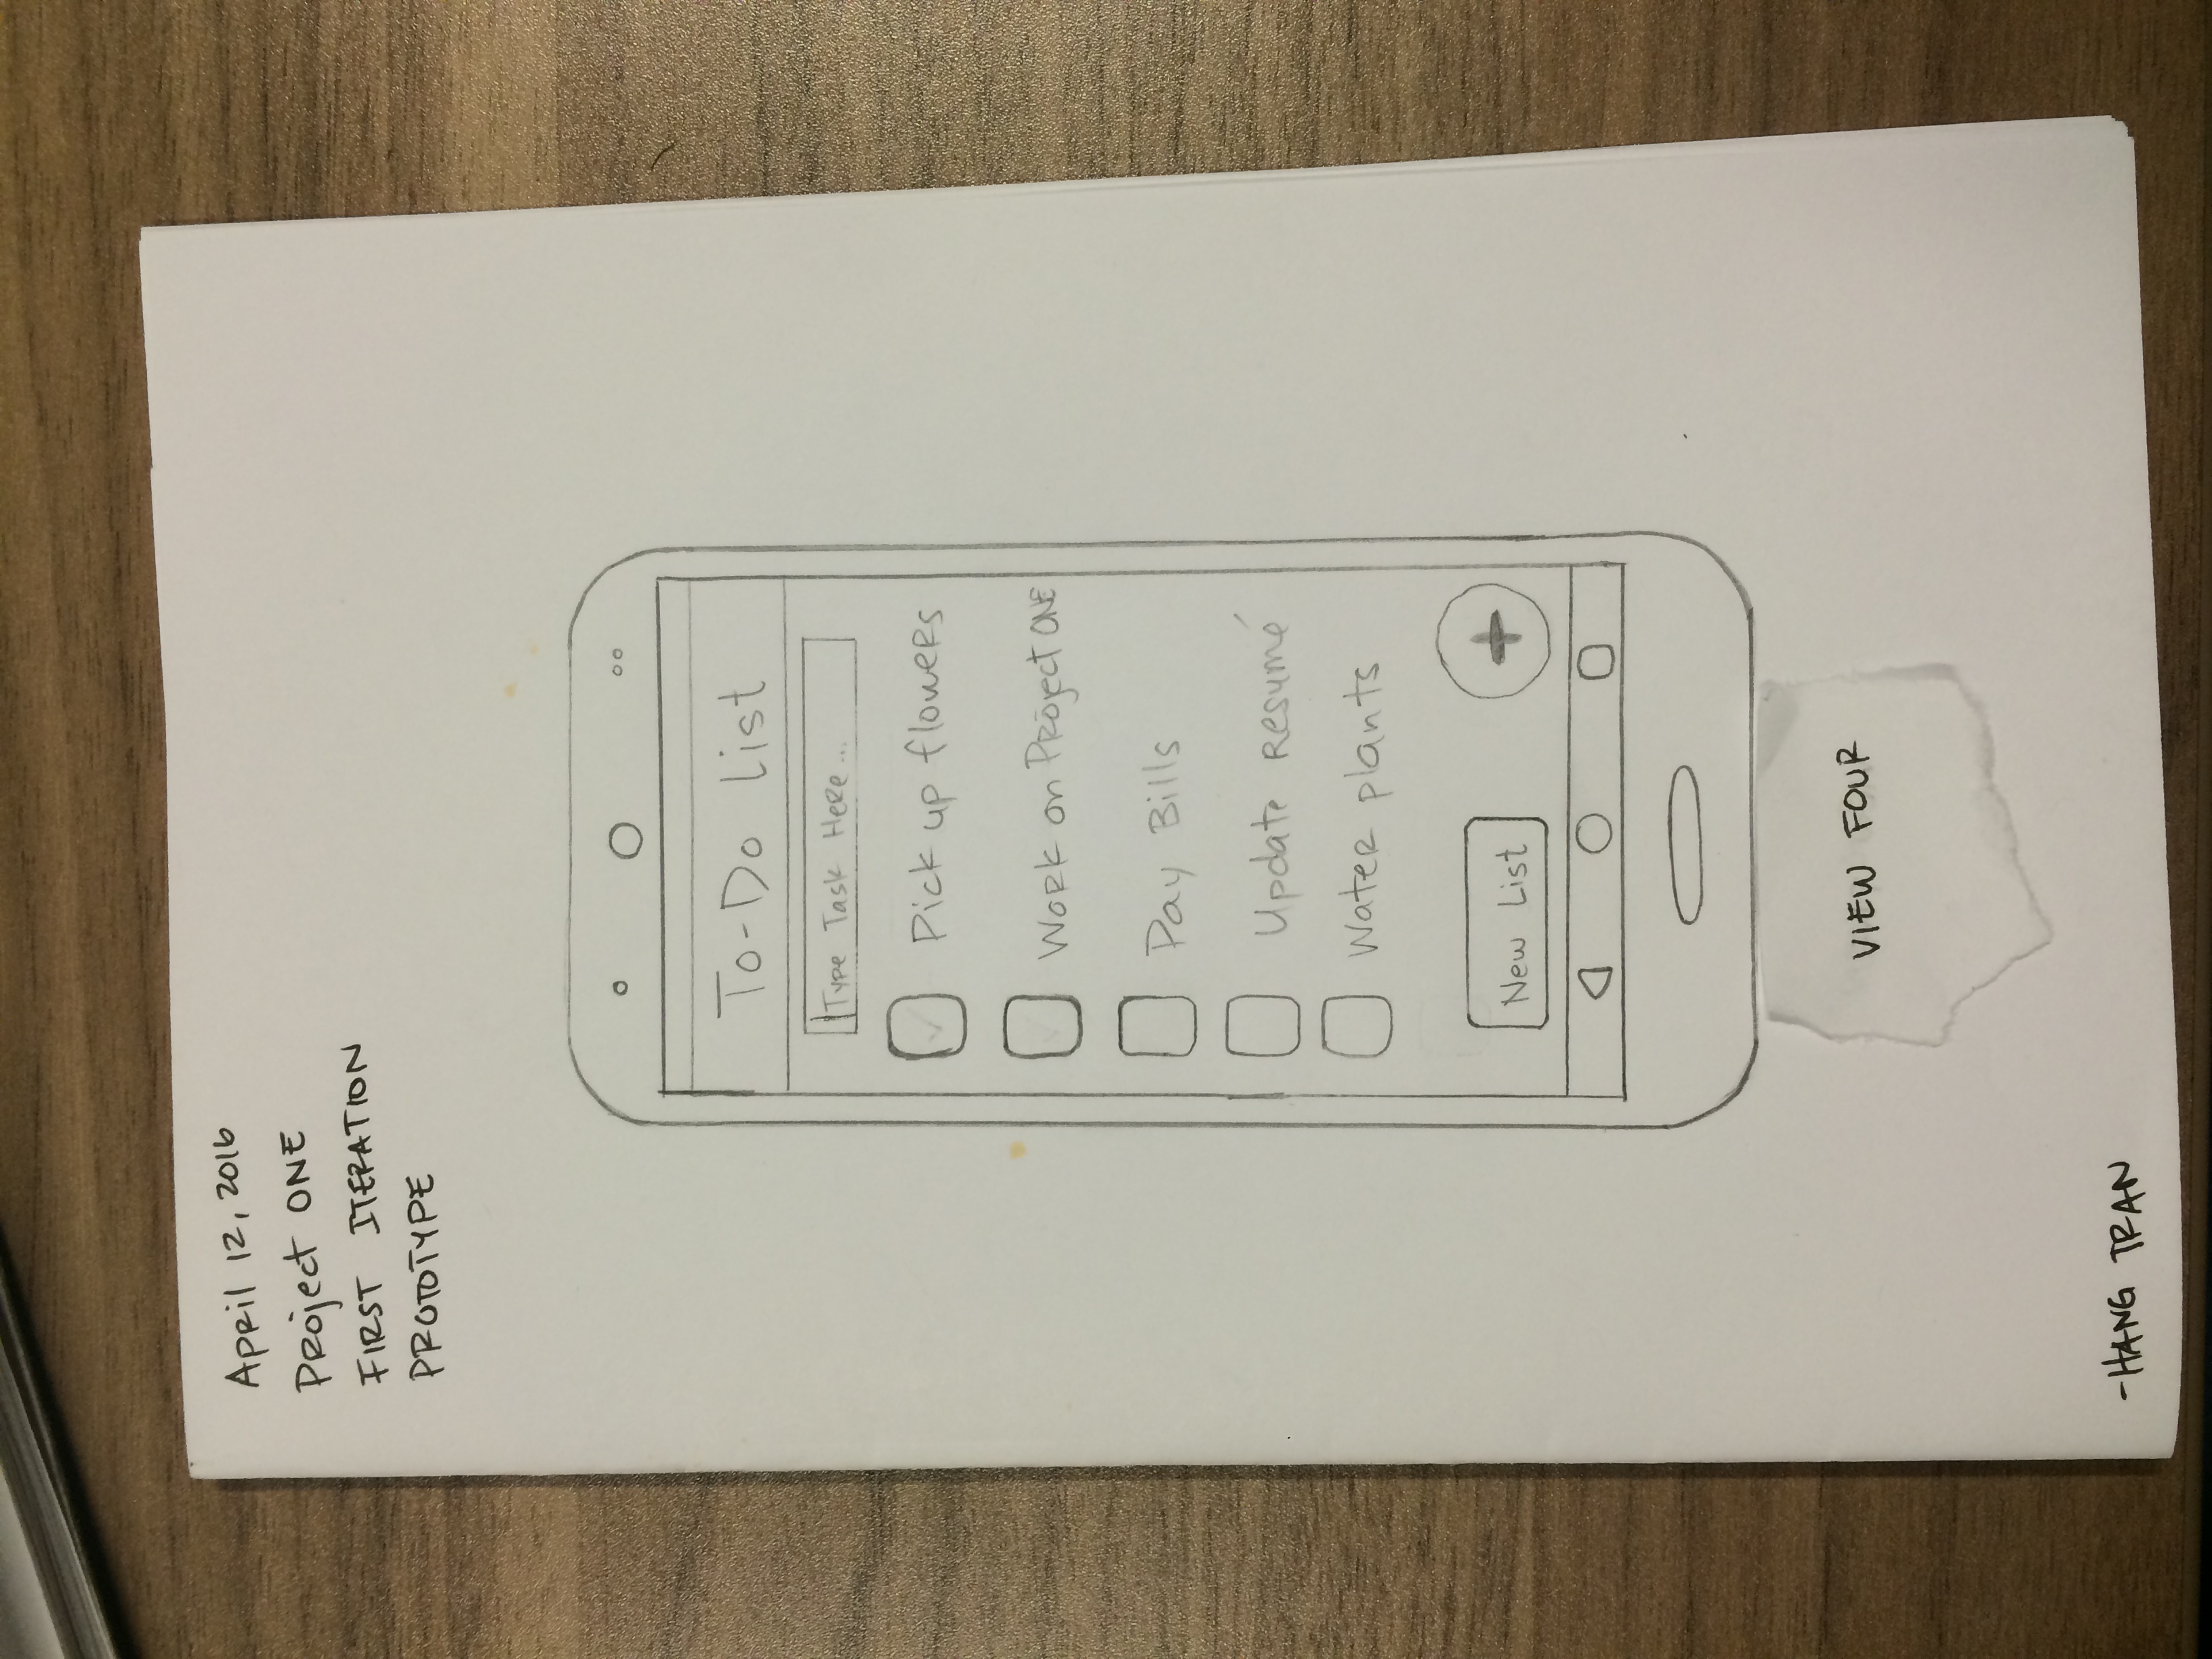 April 12, 2016
Project ONE
FIRST ITERATION
PROTOTYPE
To-Do List
Type Task Here ...
Pick up flowers
Work on Project ONE
Pay Bills
Update resumé
Water plants
New List
+
VIEW FOUR
-HANG TRAN